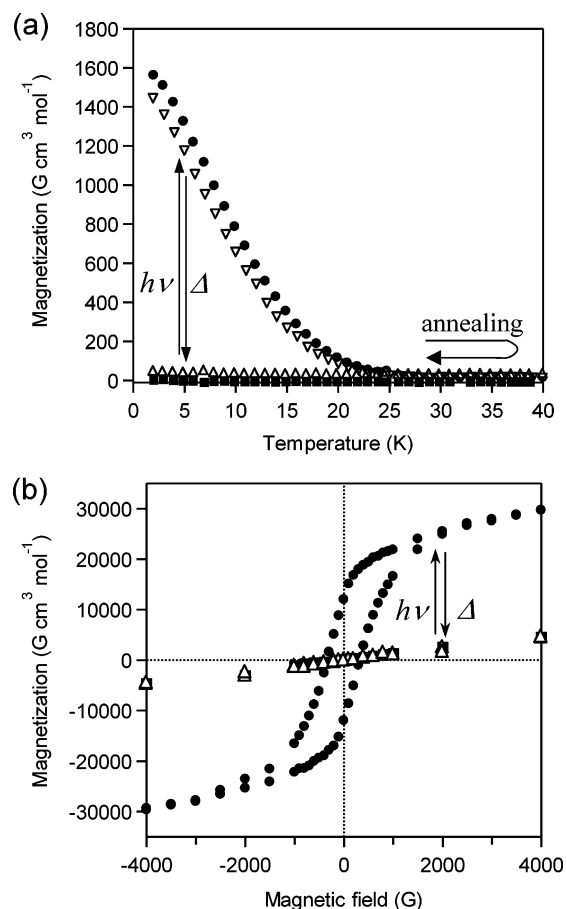 (a)
1800
1600
1400
1200
1000
800
600
400
200
0
Magnetization (G cm³ mol⁻¹)
hν
Δ
annealing
0 5 10 15 20 25 30 35 40
Temperature (K)
(b)
30000
20000
10000
0
-10000
-20000
-30000
Magnetization (G cm³ mol⁻¹)
hν
Δ
-4000 -2000 0 2000 4000
Magnetic field (G)